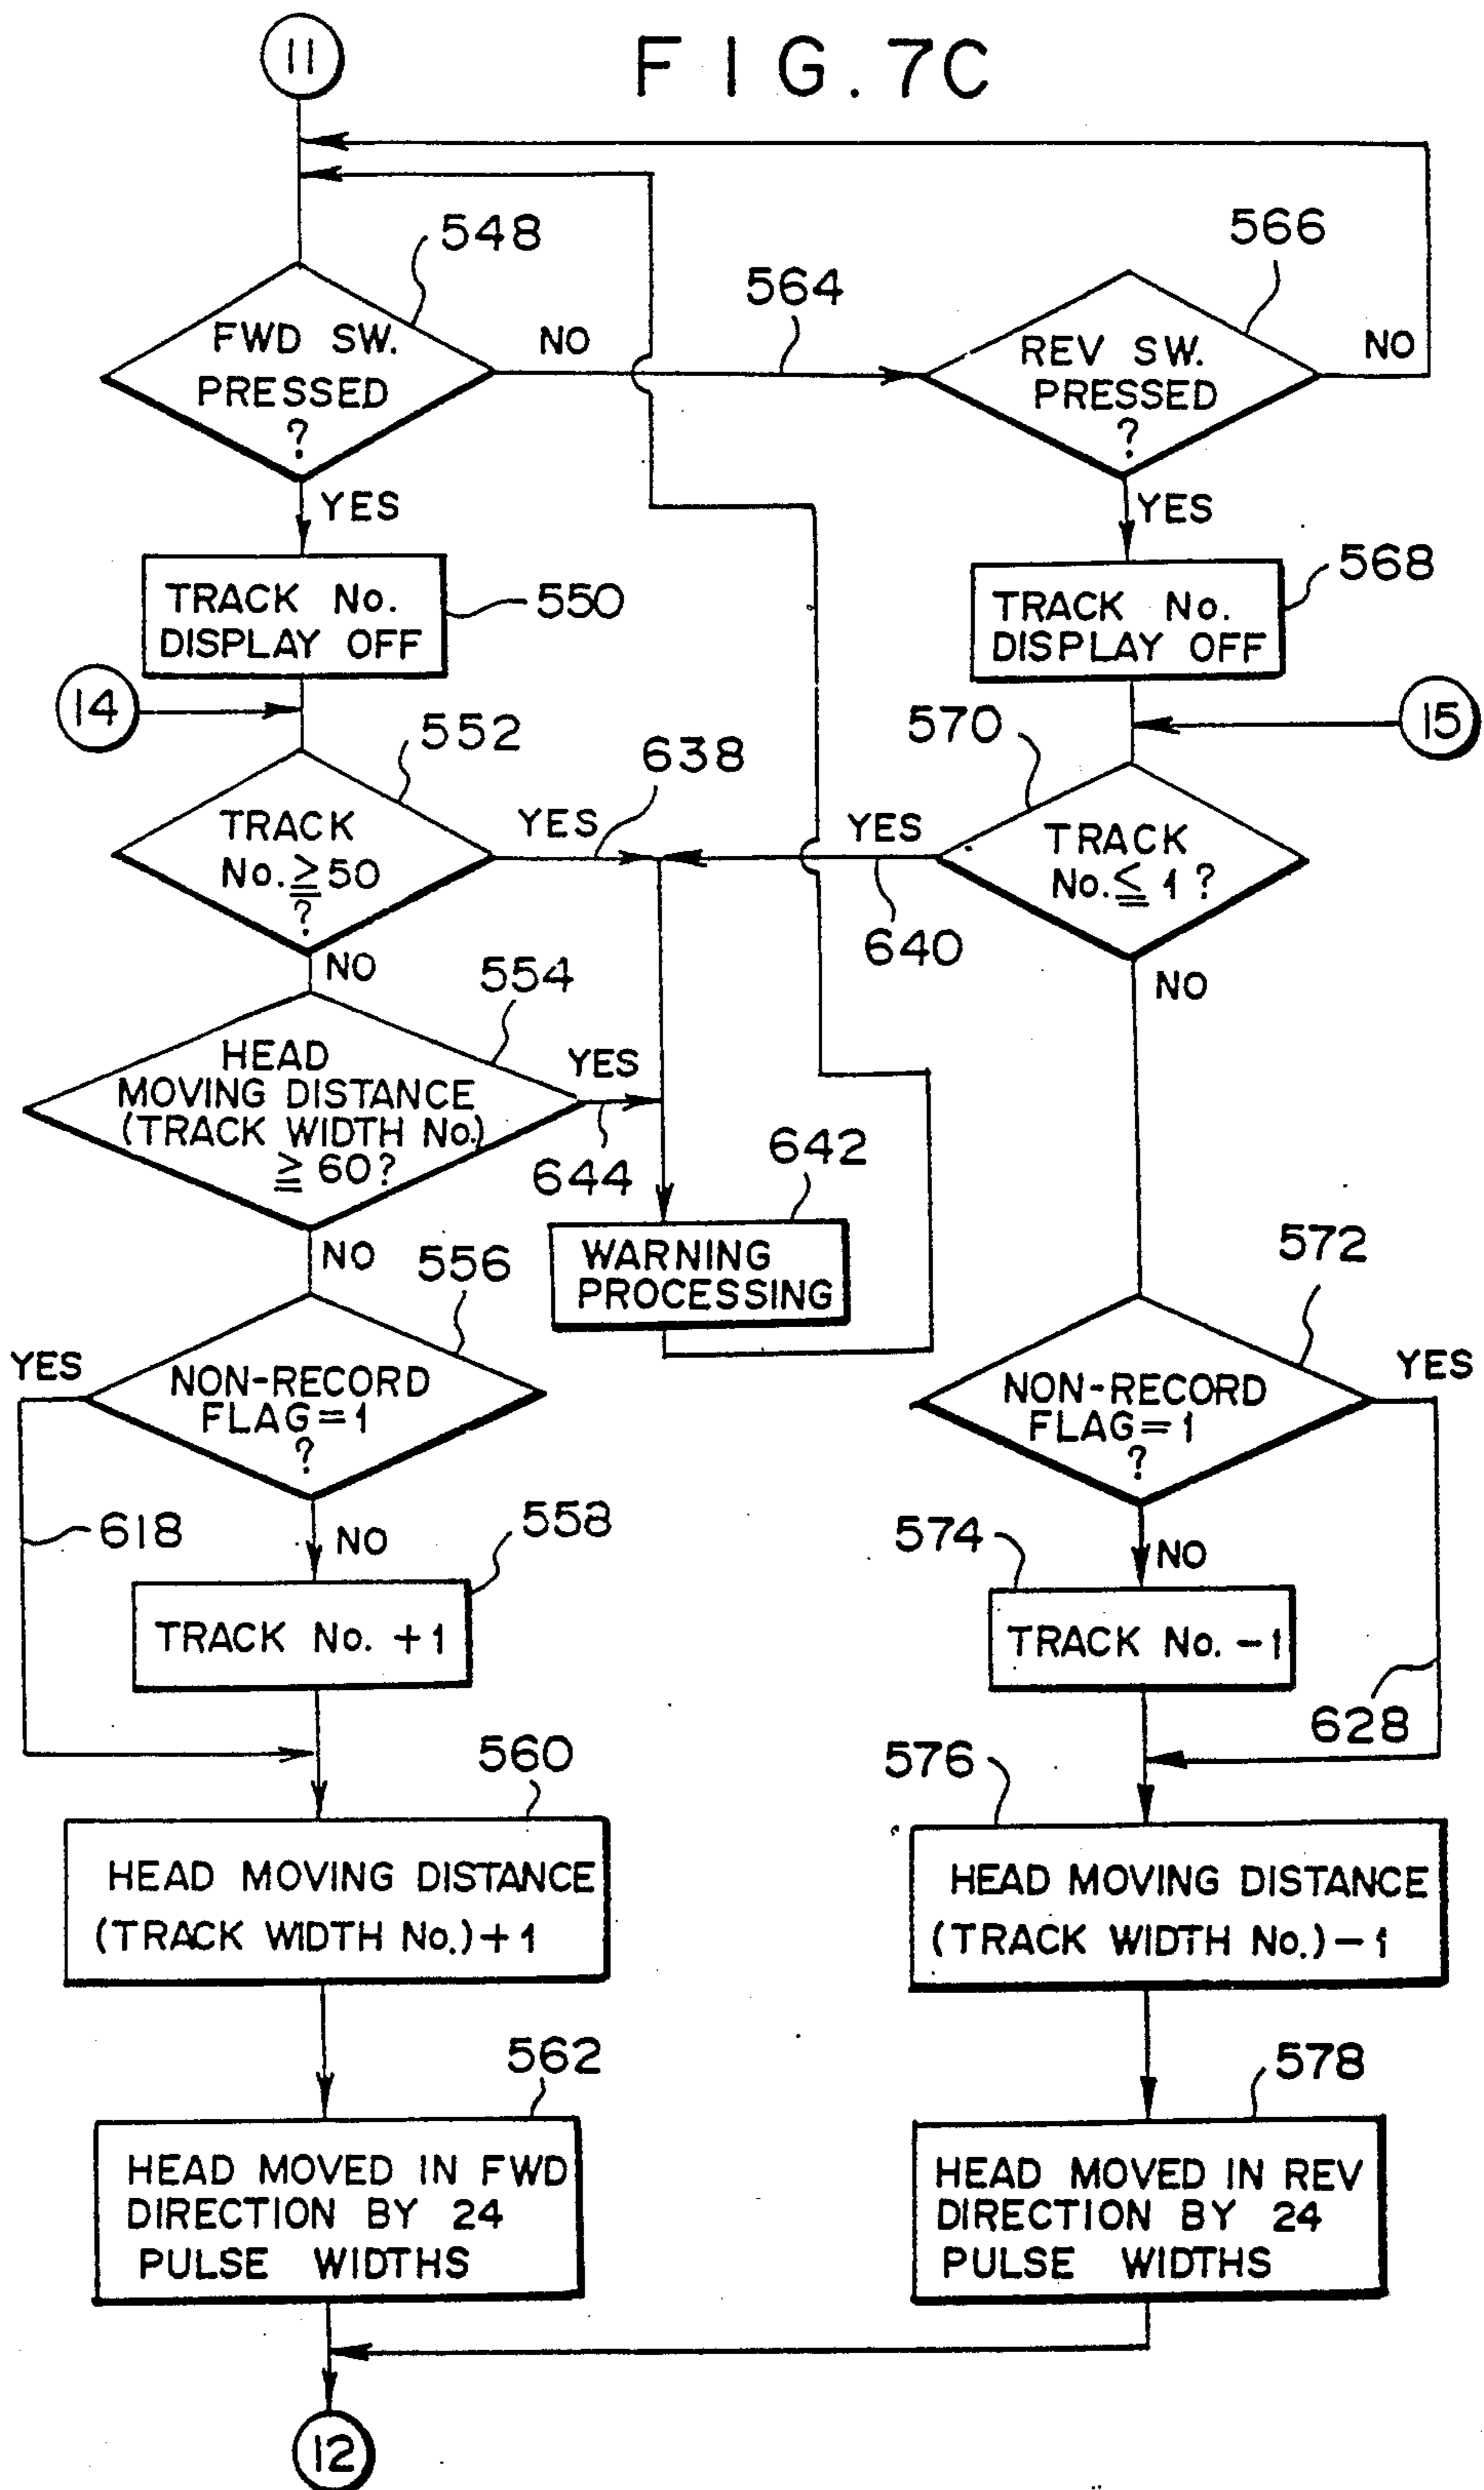 FIG. 7C
11
548
FWD SW.
PRESSED
?
NO
564
566
REV SW.
PRESSED
?
NO
YES
YES
TRACK No.
DISPLAY OFF
550
TRACK No.
DISPLAY OFF
568
14
15
552
TRACK
No. ≧ 50
?
YES
638
570
TRACK
No. ≦ 1 ?
YES
640
NO
NO
554
HEAD
MOVING DISTANCE
(TRACK WIDTH No.)
≧ 60?
YES
644
642
WARNING
PROCESSING
NO
556
NON-RECORD
FLAG=1
?
YES
618
NO
572
NON-RECORD
FLAG=1
?
YES
628
NO
558
TRACK No. +1
574
TRACK No. −1
560
HEAD MOVING DISTANCE
(TRACK WIDTH No.)+1
576
HEAD MOVING DISTANCE
(TRACK WIDTH No.)−1
562
HEAD MOVED IN FWD
DIRECTION BY 24
PULSE WIDTHS
578
HEAD MOVED IN REV
DIRECTION BY 24
PULSE WIDTHS
12